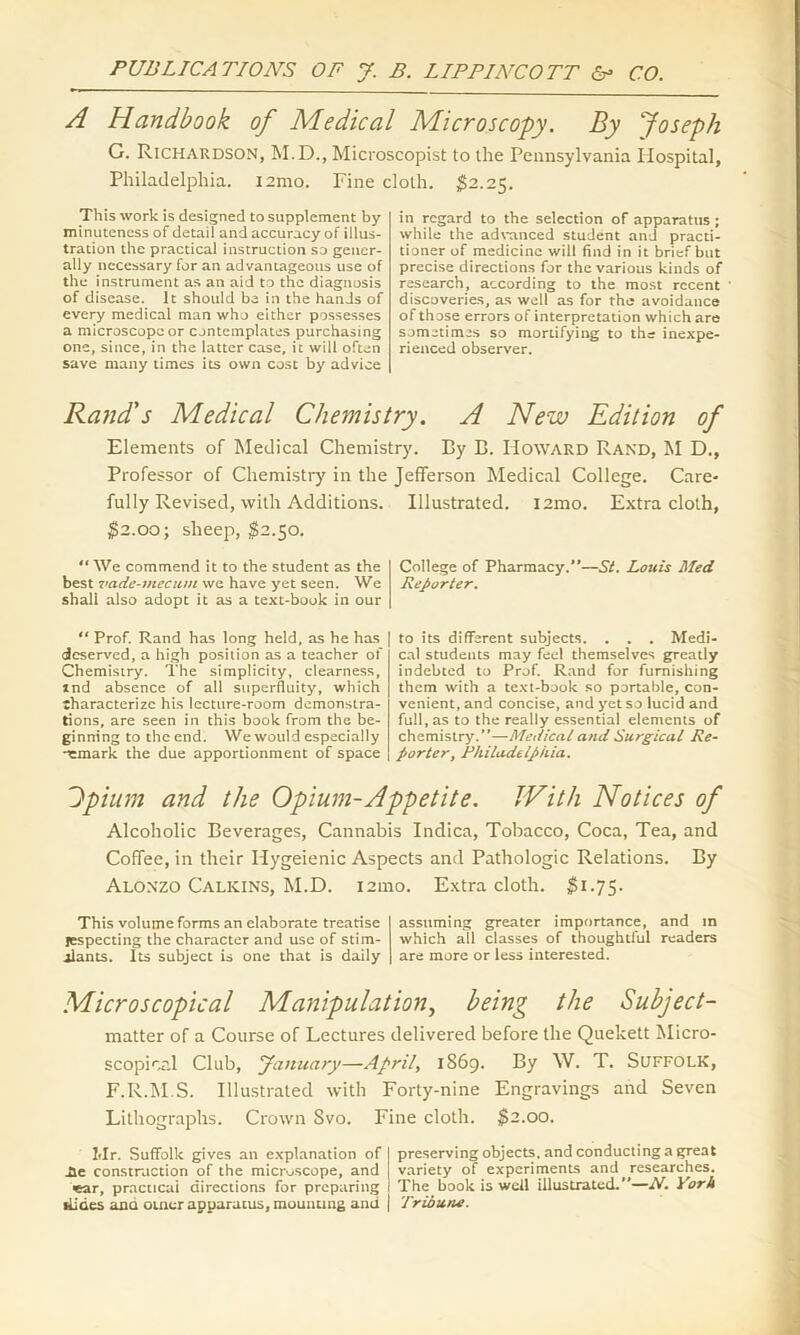 PUBLICATIONS OF J. B. LIPPINCOTT & CO.
A Handbook of Medical Microscopy. By Joseph
G. RICHARDSON, M.D., Microscopist to the Pennsylvania Hospital,
Philadelphia. 12mo. Fine cloth. $2.25.
This work is designed to supplement by
minuteness of detail and accuracy of illus-
tration the practical instruction so gener-
ally necessary for an advantageous use of
the instrument as an aid to the diagnosis
of disease. It should be in the hands of
every medical man who either possesses
a microscope or contemplates purchasing
one, since, in the latter case, it will often
save many times its own cost by advice
in regard to the selection of apparatus;
while the advanced student and practi-
tioner of medicine will find in it brief but
precise directions for the various kinds of
research, according to the most recent
discoveries, as well as for the avoidance
of those errors of interpretation which are
sometimes so mortifying to the inexpe-
rienced observer.
Rand's Medical Chemistry. A New Edition of
Elements of Medical Chemistry. By B. HOWARD RAND, M D.,
Professor of Chemistry in the Jefferson Medical College. Care-
fully Revised, with Additions. Illustrated. 12mo. Extra cloth,
$2.00; sheep, $2.50.
"We commend it to the student as the
best vade-mecum we have yet seen. We
shall also adopt it as a text-book in our
College of Pharmacy."—St. Louis Med
Reporter.
"Prof. Rand has long held, as he has
deserved, a high position as a teacher of
Chemistry. The simplicity, clearness,
ind absence of all superfluity, which
characterize his lecture-room demonstra-
tions, are seen in this book from the be-
ginning to the end. We would especially
-emark the due apportionment of space
to its different subjects. . . . Medi-
cal students may feel themselves greatly
indebted to Prof. Rand for furnishing
them with a text-book so portable, con-
venient, and concise, and yet so lucid and
full, as to the really essential elements of
chemistry."—Medical and Surgical Re-
porter, Philadelphia.
Opium and the Opium-Appetite. With Notices of
Alcoholic Beverages, Cannabis Indica, Tobacco, Coca, Tea, and
Coffee, in their Hygeienic Aspects and Pathologic Relations. By
ALONZO CALKINS, M.D. 12mo. Extra cloth. $1.75.
This volume forms an elaborate treatise
respecting the character and use of stim-
ulants. Its subject is one that is daily
assuming greater importance, and in
which all classes of thoughtful readers
are more or less interested.
Microscopical Manipulation, being the Subject-
matter of a Course of Lectures delivered before the Quekett Micro-
scopical Club, January—April, 1869. By W. T. SUFFOLK,
F.R.M.S. Illustrated with Forty-nine Engravings and Seven
Lithographs. Crown 8vo. Fine cloth. $2.00.
Mr. Suffolk gives an explanation of
the construction of the microscope, and
ear, practical directions for preparing
slides and other apparatus, mounting and
preserving objects, and conducting a great
variety of experiments and researches.
The book is well illustrated."—N. York
Tribune.